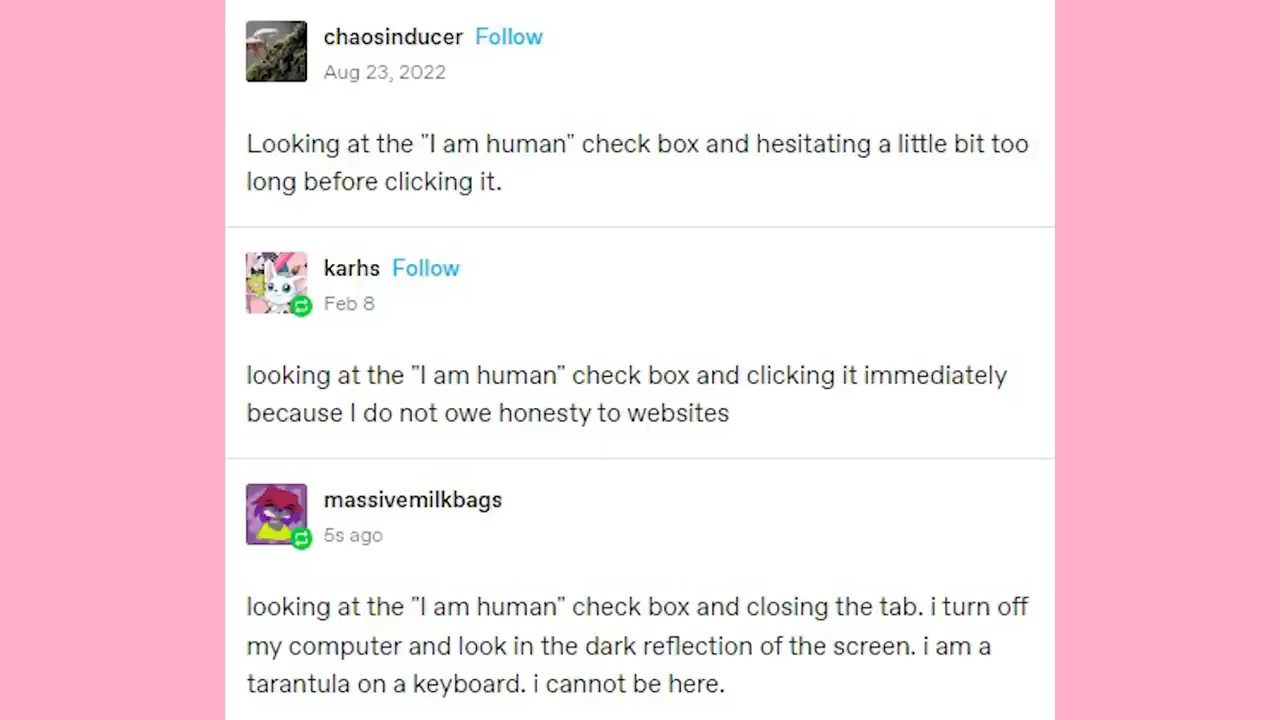 chaosinducer Follow
Aug 23, 2022
Looking at the "I am human" check box and hesitating a little bit too
long before clicking it.
karhs Follow
Feb 8
looking at the "I am human" check box and clicking it immediately
because I do not owe honesty to websites
massivemilkbags
5s ago
looking at the "I am human" check box and closing the tab. i turn off
my computer and look in the dark reflection of the screen. i am a
tarantula on a keyboard. i cannot be here.